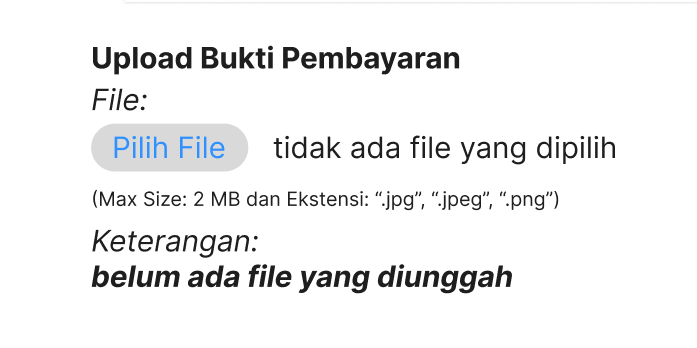 Upload Bukti Pembayaran
File:
Pilih File tidak ada file yang dipilih
(Max Size: 2 MB dan Ekstensi: “.jpg”, “.jpeg”, “.png”)
Keterangan:
belum ada file yang diunggah